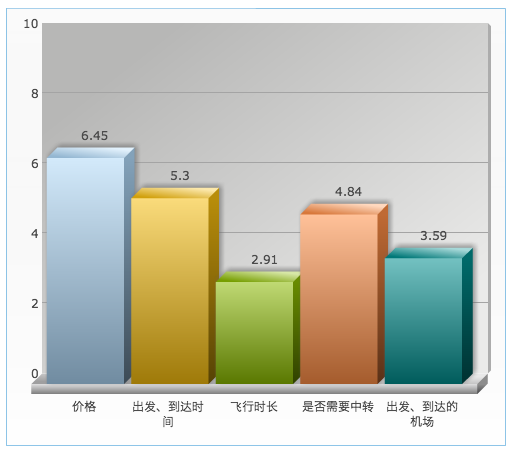 10
8
6
4
2
0
6.45
5.3
2.91
4.84
3.59
价格
出发、到达时
间
飞行时长
是否需要中转
出发、到达的
机场